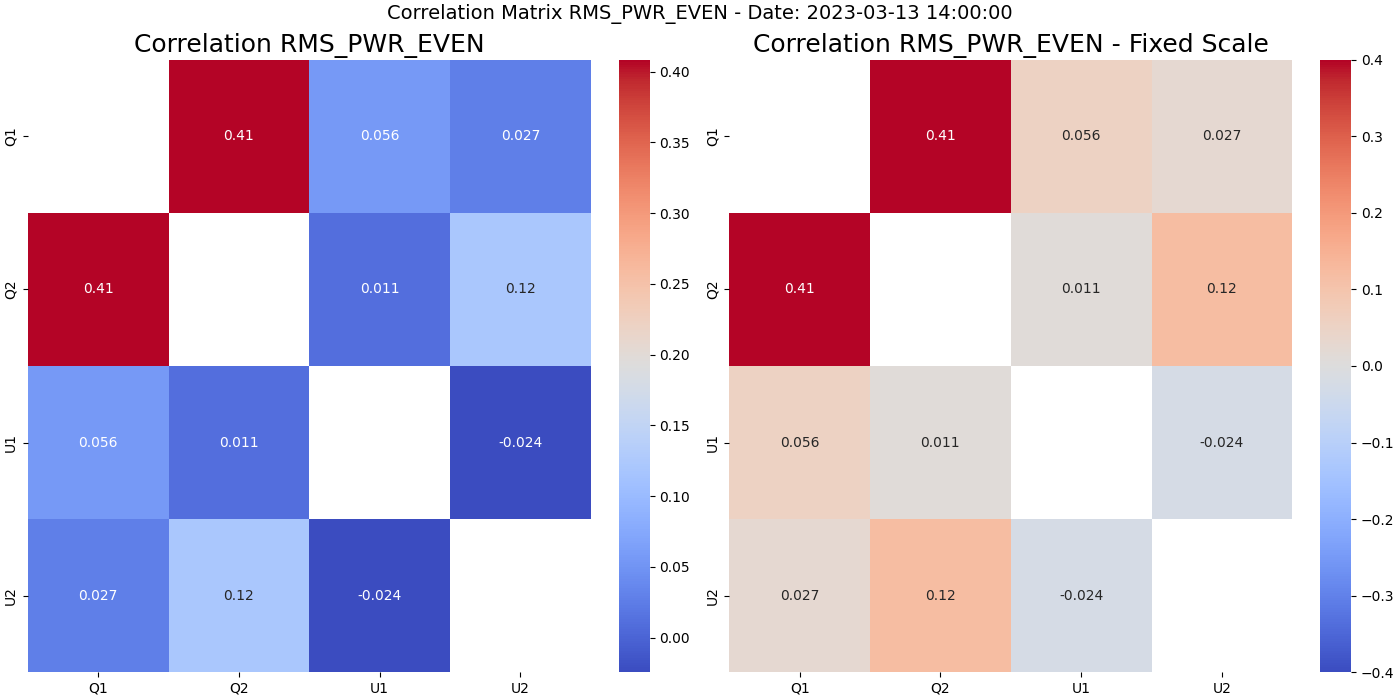 Correlation Matrix RMS_PWR_EVEN - Date: 2023-03-13 14:00:00
Correlation RMS_PWR_EVEN
Q1
0.41
0.056
0.027
Q2
0.41
0.011
0.12
U1
0.056
0.011
-0.024
U2
0.027
0.12
-0.024
Q1
Q2
U1
U2
0.40
0.35
0.30
0.25
0.20
0.15
0.10
0.05
0.00
Correlation RMS_PWR_EVEN - Fixed Scale
Q1
0.41
0.056
0.027
Q2
0.41
0.011
0.12
U1
0.056
0.011
-0.024
U2
0.027
0.12
-0.024
Q1
Q2
U1
U2
0.4
0.3
0.2
0.1
0.0
−0.1
−0.2
−0.3
−0.4